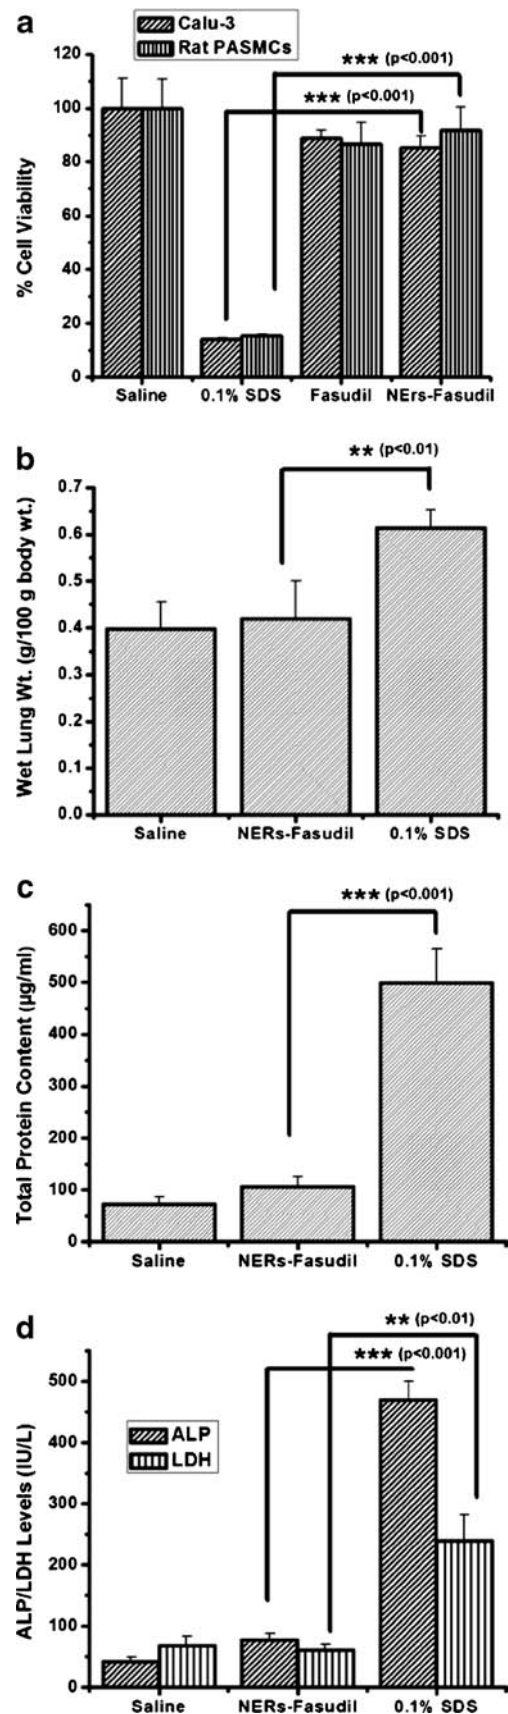 a
Calu-3
Rat PASMCs
*** (p<0.001)
*** (p<0.001)
120
100
80
60
40
20
0
% Cell Viability
Saline 0.1% SDS Fasudil NErs-Fasudil
b
** (p<0.01)
0.7
0.6
0.5
0.4
0.3
0.2
0.1
0.0
Wet Lung Wt. (g/100 g body wt.)
Saline NERs-Fasudil 0.1% SDS
c
*** (p<0.001)
600
500
400
300
200
100
0
Total Protein Content (µg/ml)
Saline NERs-Fasudil 0.1% SDS
d
** (p<0.01)
*** (p<0.001)
ALP
LDH
500
400
300
200
100
0
ALP/LDH Levels (IU/L)
Saline NERs-Fasudil 0.1% SDS